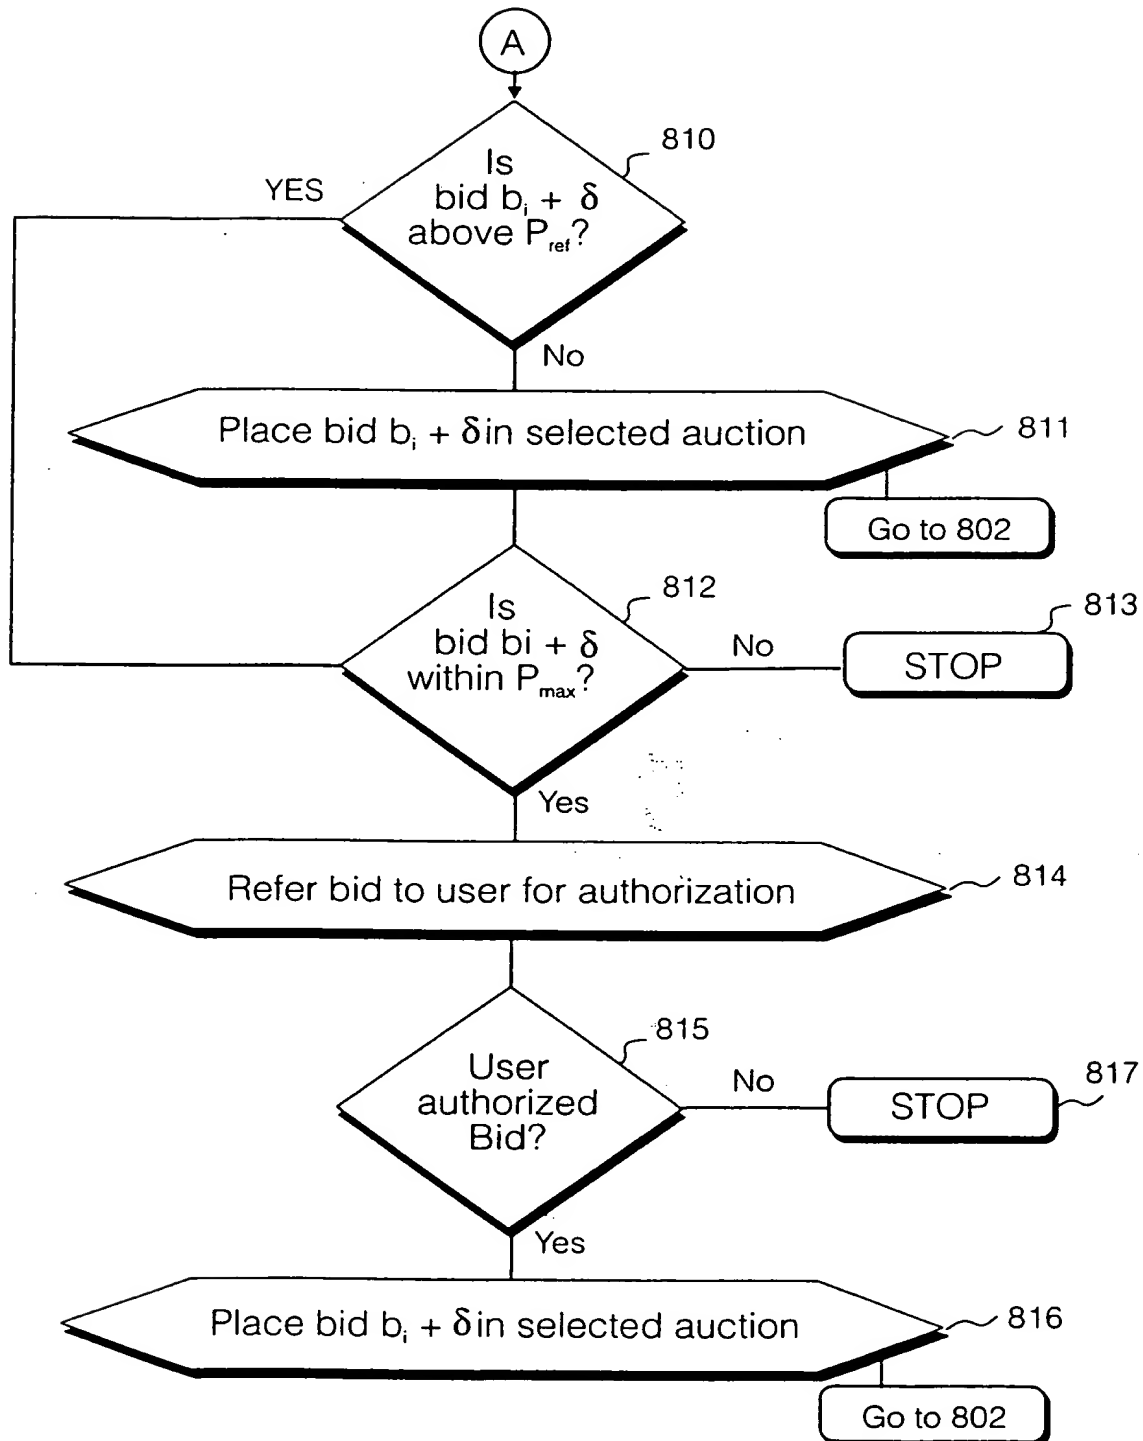 A
810
Is
bid bᵢ + δ
above P_ref?
YES
No
Place bid bᵢ + δ in selected auction
811
Go to 802
812
Is
bid bi + δ
within P_max?
No
813
STOP
Yes
Refer bid to user for authorization
814
815
User
authorized
Bid?
No
817
STOP
Yes
Place bid bᵢ + δ in selected auction
816
Go to 802